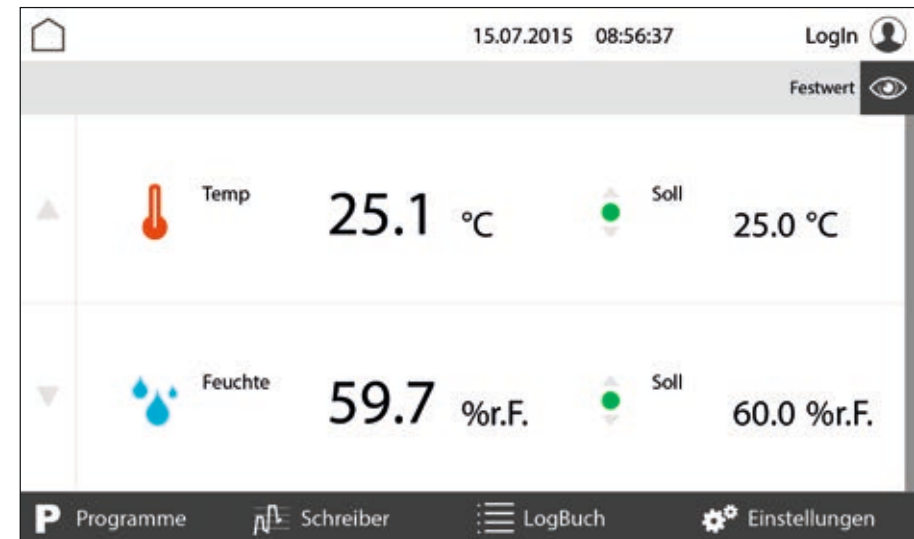 15.07.2015 08:56:37 LogIn
Festwert
Temp 25.1 °C Soll 25.0 °C
Feuchte 59.7 %r.F. Soll 60.0 %r.F.
P Programme Schreiber LogBuch Einstellungen